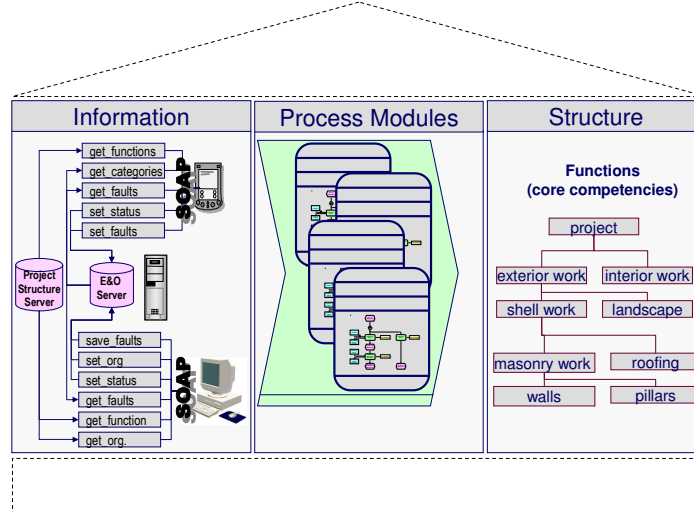 Information
get_functions
get_categories
get_faults
set_status
set_faults
SOAP
Project
Structure
Server
E&O
Server
save_faults
set_org
set_status
get_faults
get_function
get_org.
SOAP
Process Modules
Structure
Functions
(core competencies)
project
exterior work
interior work
shell work
landscape
masonry work
roofing
walls
pillars